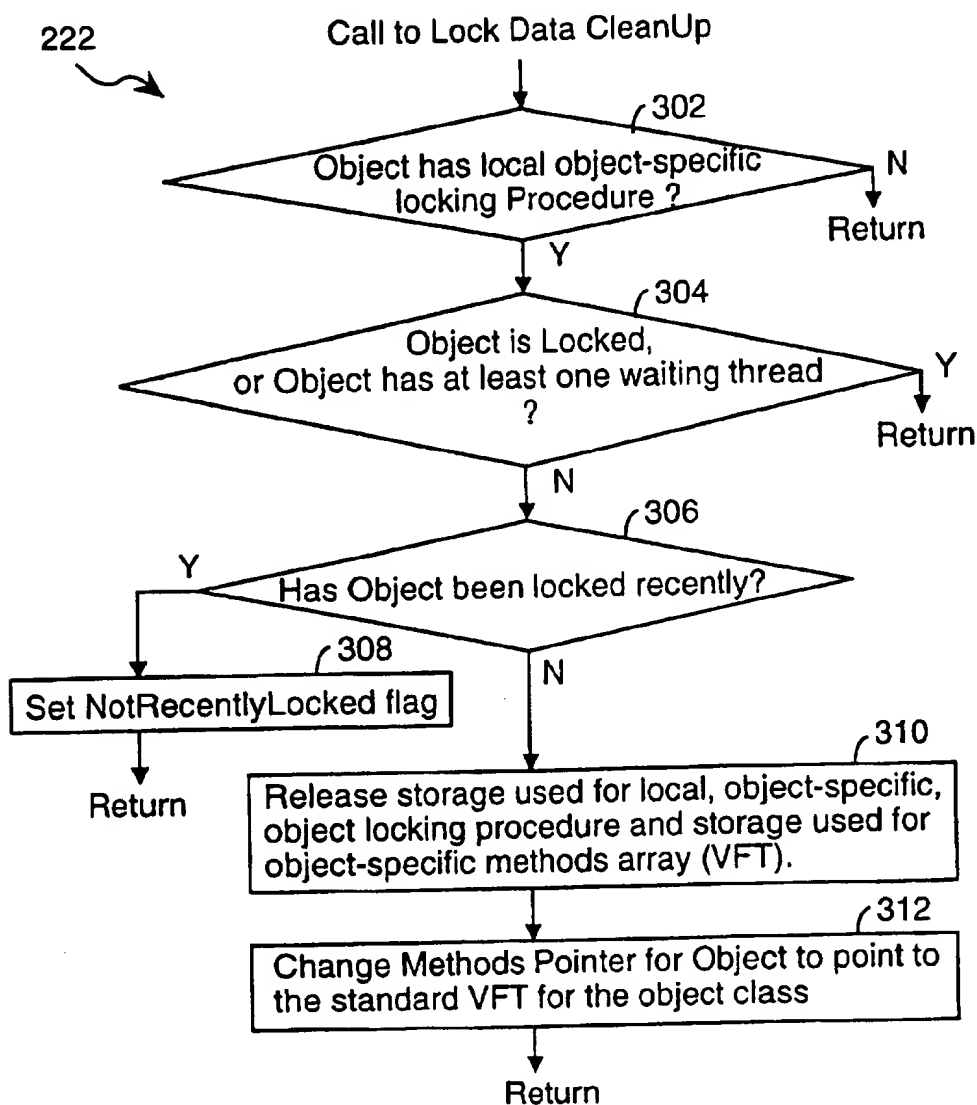 222
Call to Lock Data CleanUp
302
Object has local object-specific
locking Procedure ?
N
Return
Y
304
Object is Locked,
or Object has at least one waiting thread
?
Y
Return
N
306
Y
Has Object been locked recently?
308
N
Set NotRecentlyLocked flag
Return
310
Release storage used for local, object-specific,
object locking procedure and storage used for
object-specific methods array (VFT).
312
Change Methods Pointer for Object to point to
the standard VFT for the object class
Return